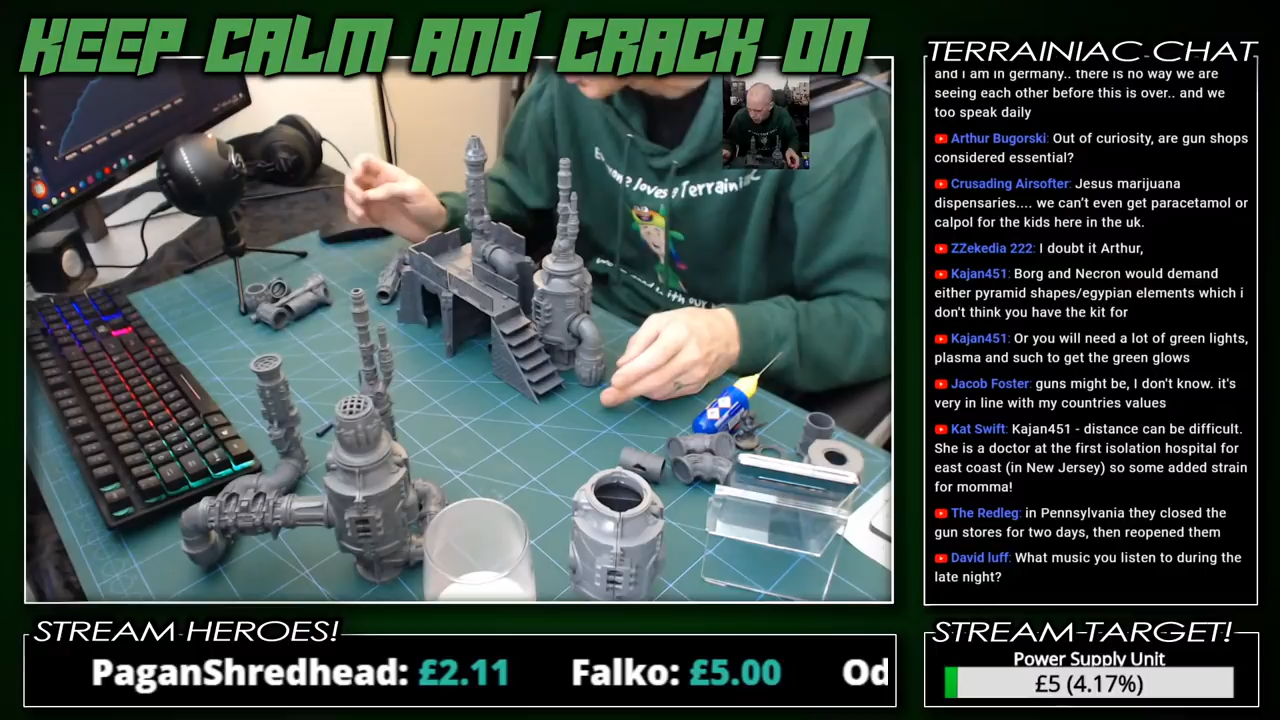 KEEP CALM AND CRACK ON
TERRAINIAC CHAT
and i am in germany.. there is no way we are
seeing each other before this is over.. and we
too speak daily
Arthur Bugorski: Out of curiosity, are gun shops
considered essential?
Crusading Airsofter: Jesus marijuana
dispensaries.... we can't even get paracetamol or
calpol for the kids here in the uk.
ZZekedia 222: I doubt it Arthur,
Kajan451: Borg and Necron would demand
either pyramid shapes/egypian elements which i
don't think you have the kit for
Kajan451: Or you will need a lot of green lights,
plasma and such to get the green glows
Jacob Foster: guns might be, I don't know. it's
very in line with my countries values
Kat Swift: Kajan451 - distance can be difficult.
She is a doctor at the first isolation hospital for
east coast (in New Jersey) so some added strain
for momma!
The Redleg: in Pennsylvania they closed the
gun stores for two days, then reopened them
David luff: What music you listen to during the
late night?
loves a Terrainiac
STREAM HEROES!
PaganShredhead: £2.11 Falko: £5.00 Od
STREAM TARGET!
Power Supply Unit
£5 (4.17%)